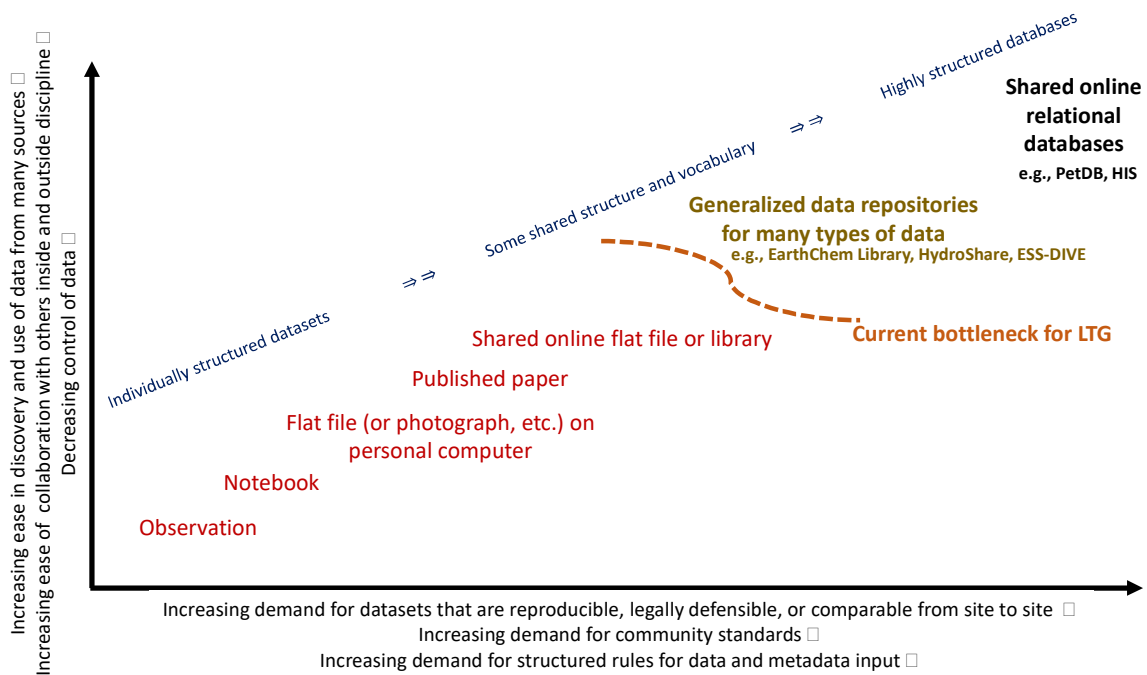 Increasing ease in discovery and use of data from many sources □
Increasing ease of collaboration with others inside and outside discipline □
Decreasing control of data □
Highly structured databases
⇒ ⇒
Some shared structure and vocabulary
⇒ ⇒
Individually structured datasets
Shared online
relational
databases
e.g., PetDB, HIS
Generalized data repositories
for many types of data
e.g., EarthChem Library, HydroShare, ESS-DIVE
Current bottleneck for LTG
Shared online flat file or library
Published paper
Flat file (or photograph, etc.) on
personal computer
Notebook
Observation
Increasing demand for datasets that are reproducible, legally defensible, or comparable from site to site □
Increasing demand for community standards □
Increasing demand for structured rules for data and metadata input □